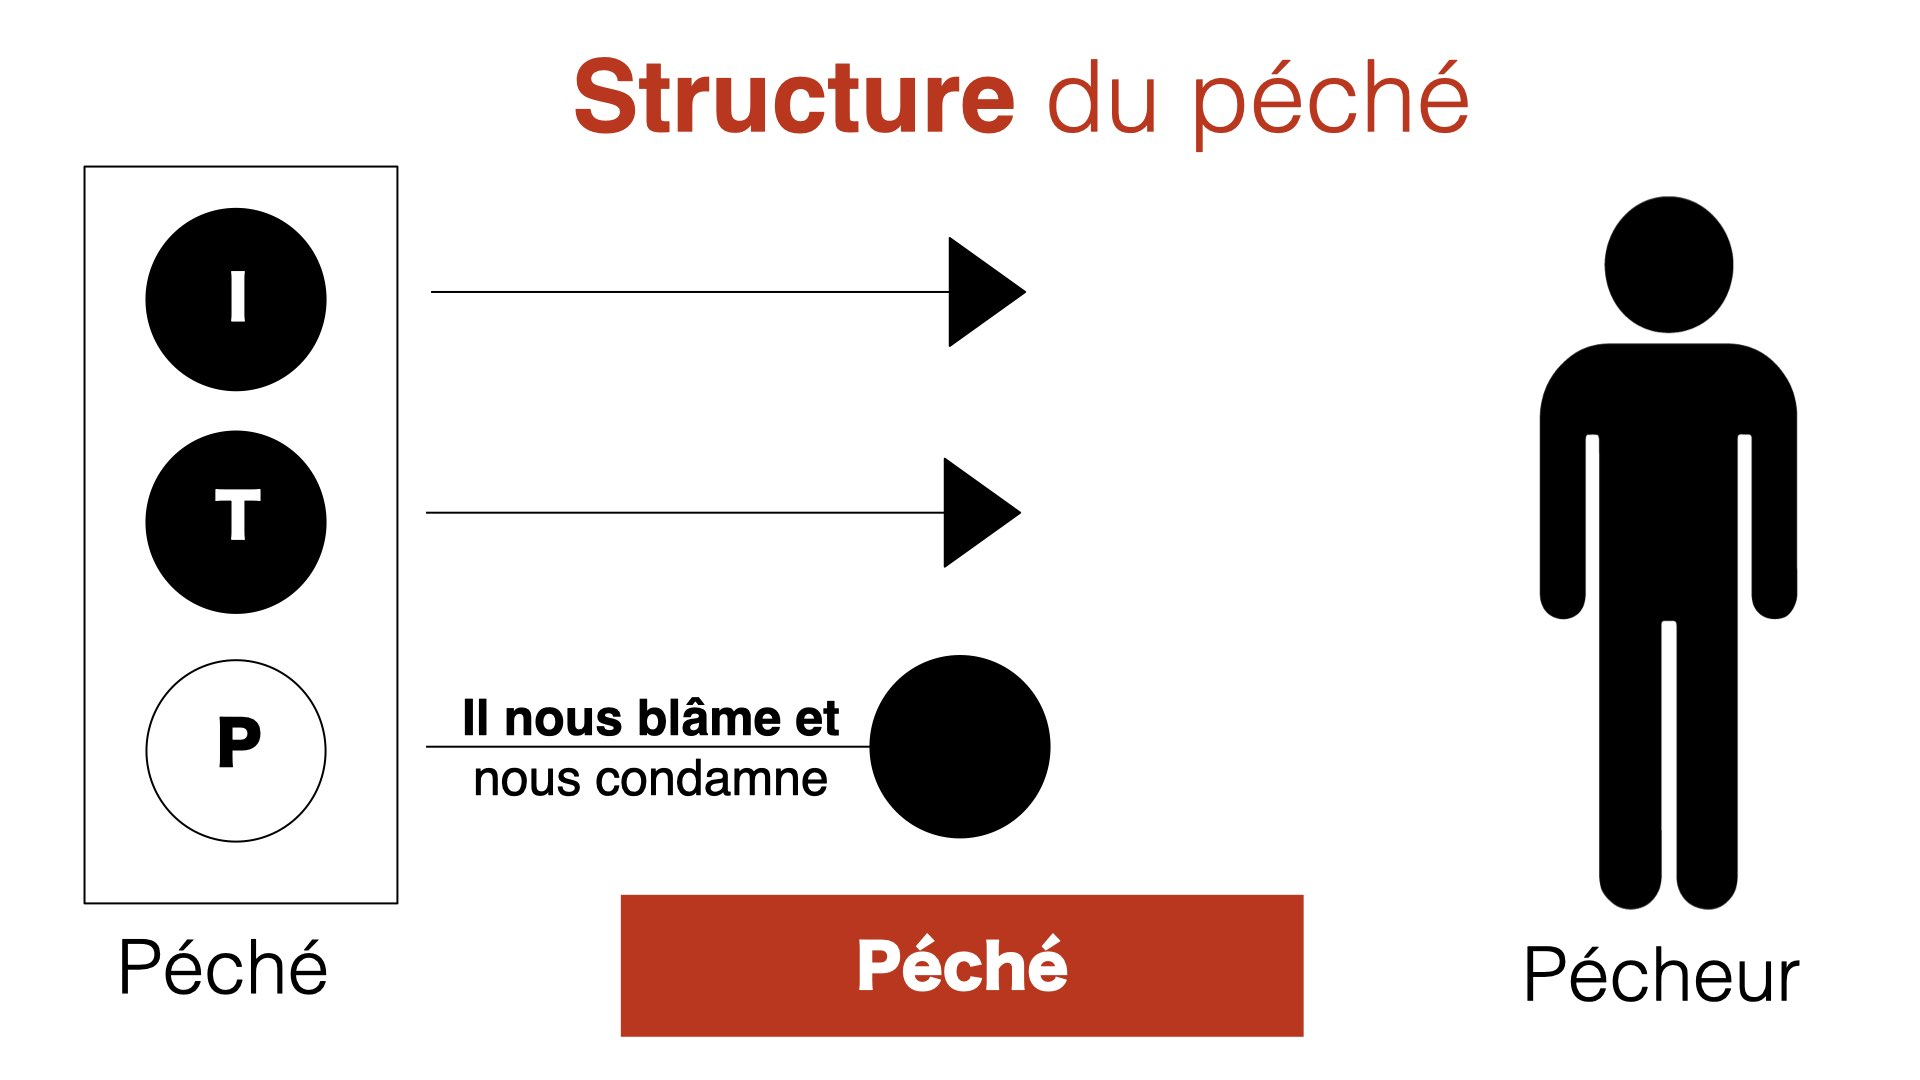 Structure du péché
I
T
P
Il nous blâme et
nous condamne
Péché
Péché
Pécheur